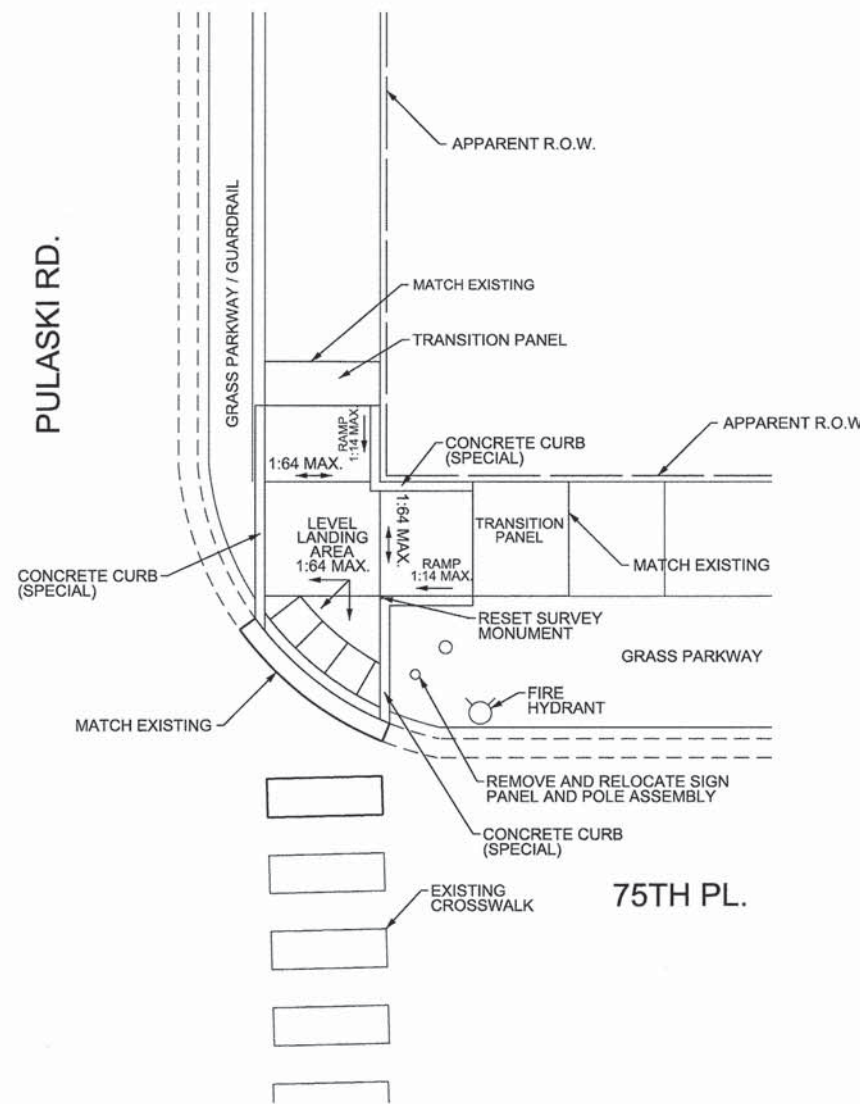 APPARENT R.O.W.
PULASKI RD.
GRASS PARKWAY / GUARDRAIL
MATCH EXISTING
TRANSITION PANEL
RAMP
1:14 MAX.
APPARENT R.O.W
CONCRETE CURB
(SPECIAL)
1:64 MAX.
1:64 MAX.
LEVEL
LANDING
AREA
1:64 MAX.
TRANSITION
PANEL
RAMP
1:14 MAX.
MATCH EXISTING
CONCRETE CURB
(SPECIAL)
RESET SURVEY
MONUMENT
GRASS PARKWAY
FIRE
HYDRANT
MATCH EXISTING
REMOVE AND RELOCATE SIGN
PANEL AND POLE ASSEMBLY
CONCRETE CURB
(SPECIAL)
EXISTING
CROSSWALK
75TH PL.